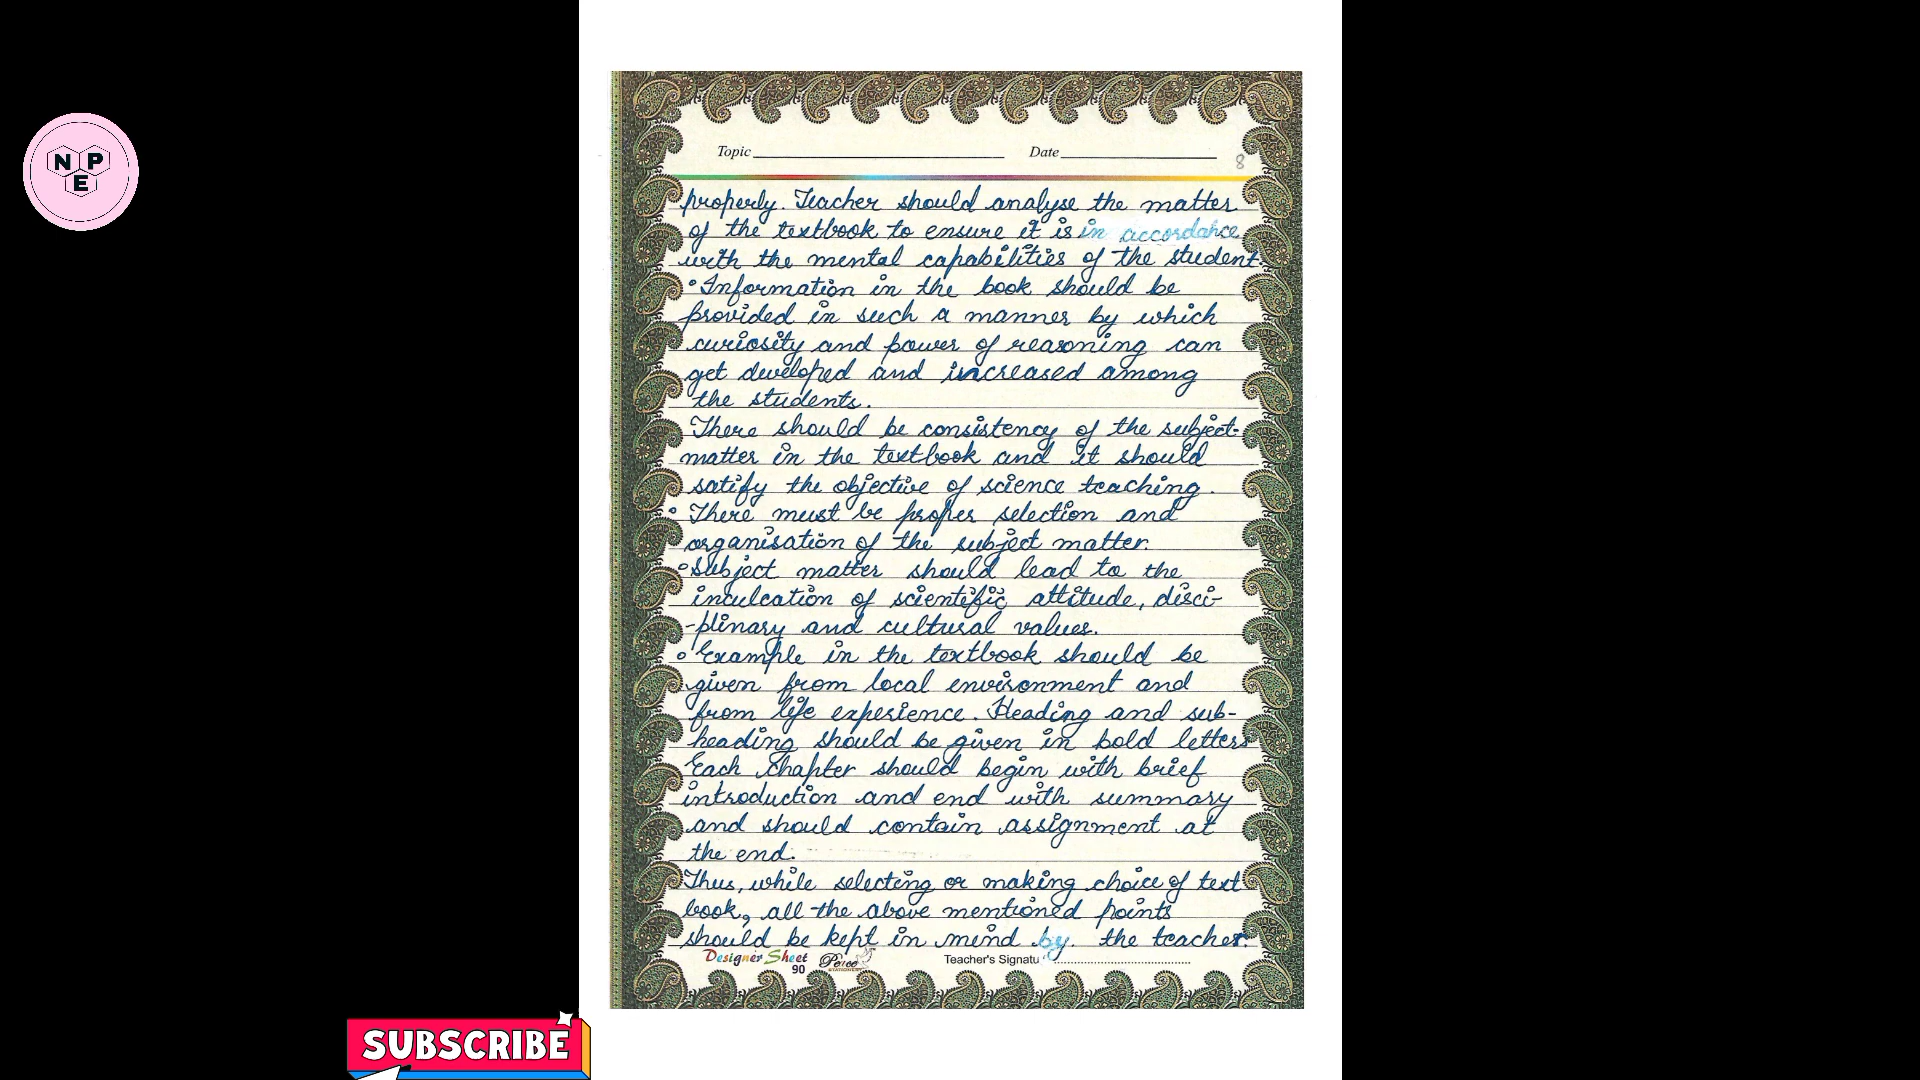 N P
E
Topic Date
8
properly. Teacher should analyse the matter
of the textbook to ensure it is in accordance
with the mental capabilities of the student.
• Information in the book should be
provided in such a manner by which
curiosity and power of reasoning can
get developed and increased among
the students.
There should be consistency of the subject-
matter in the textbook and it should
satify the objective of science teaching.
• There must be proper selection and
organisation of the subject matter.
• Subject matter should lead to the
inculcation of scientific attitude, disci-
-plinary and cultural values.
• Example in the textbook should be
given from local environment and
from life experience. Heading and sub-
heading should be given in bold letters
Each chapter should begin with brief
introduction and end with summary
and should contain assignment at
the end.
Thus, while selecting or making choice of text
book, all the above mentioned points
should be kept in mind by the teacher.
Designer Sheet
90
Teacher's Signatu
SUBSCRIBE